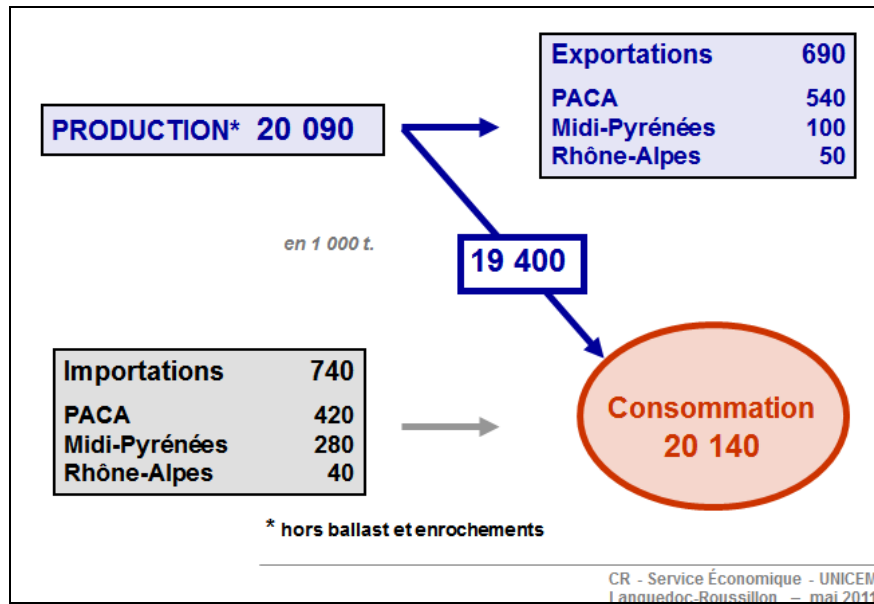 Exportations 690
PACA 540
Midi-Pyrénées 100
Rhône-Alpes 50
PRODUCTION* 20 090
en 1 000 t.
19 400
Importations 740
PACA 420
Midi-Pyrénées 280
Rhône-Alpes 40
Consommation
20 140
* hors ballast et enrochements
CR - Service Économique - UNICEM
Languedoc-Roussillon – mai 2011